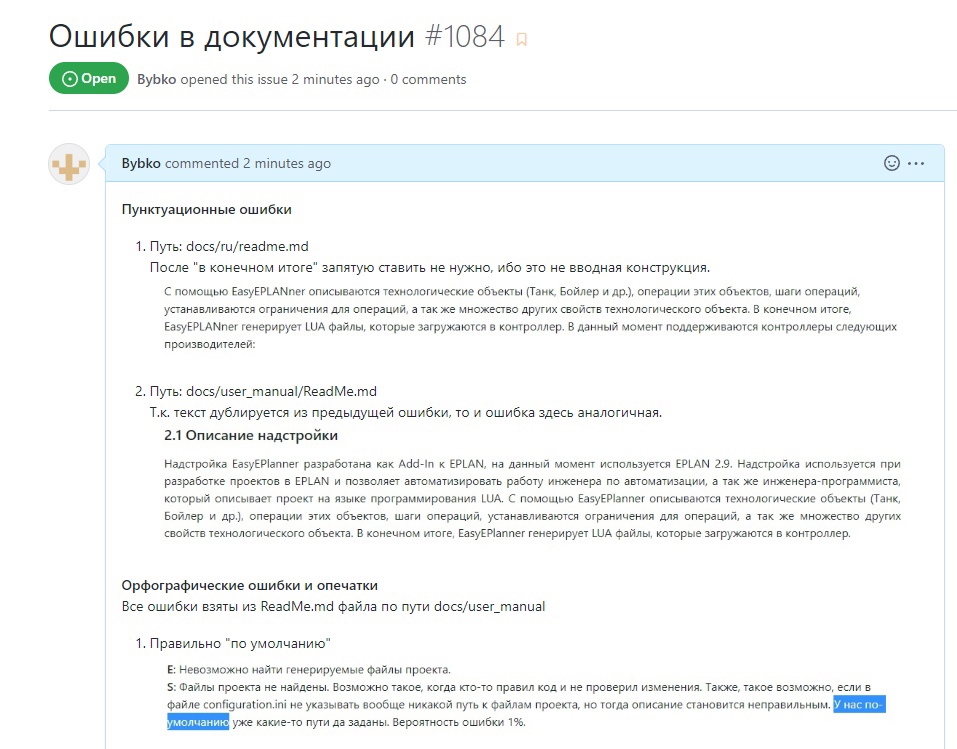 Ошибки в документации #1084
Open Bybko opened this issue 2 minutes ago · 0 comments
Bybko commented 2 minutes ago
Пунктуационные ошибки
1. Путь: docs/ru/readme.md
После "в конечном итоге" запятую ставить не нужно, ибо это не вводная конструкция.
С помощью EasyEPLANner описываются технологические объекты (Танк, Бойлер и др.), операции этих объектов, шаги операций,
устанавливаются ограничения для операций, а так же множество других свойств технологического объекта. В конечном итоге,
EasyEPLANner генерирует LUA файлы, которые загружаются в контроллер. В данный момент поддерживаются контроллеры следующих
производителей:
2. Путь: docs/user_manual/ReadMe.md
Т.к. текст дублируется из предыдущей ошибки, то и ошибка здесь аналогичная.
2.1 Описание надстройки
Надстройка EasyEPlanner разработана как Add-In к EPLAN, на данный момент используется EPLAN 2.9. Надстройка используется при
разработке проектов в EPLAN и позволяет автоматизировать работу инженера по автоматизации, а так же инженера-программиста,
который описывает проект на языке программирования LUA. С помощью EasyEPlanner описываются технологические объекты (Танк,
Бойлер и др.), операции этих объектов, шаги операций, устанавливаются ограничения для операций, а так же множество других
свойств технологического объекта. В конечном итоге, EasyEPlanner генерирует LUA файлы, которые загружаются в контроллер.
Орфографические ошибки и опечатки
Все ошибки взяты из ReadMe.md файла по пути docs/user_manual
1. Правильно "по умолчанию"
E: Невозможно найти генерируемые файлы проекта.
S: Файлы проекта не найдены. Возможно такое, когда кто-то правил код и не проверил изменения. Также, такое возможно, если в
файле configuration.ini не указывать вообще никакой путь к файлам проекта, но тогда описание становится неправильным. У нас по-
умолчанию уже какие-то пути да заданы. Вероятность ошибки 1%.